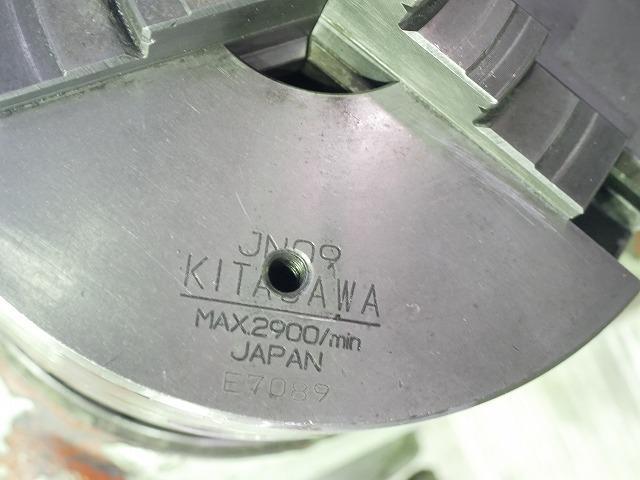 JN09
KITAGAWA
MAX.2900/min
JAPAN
E7089